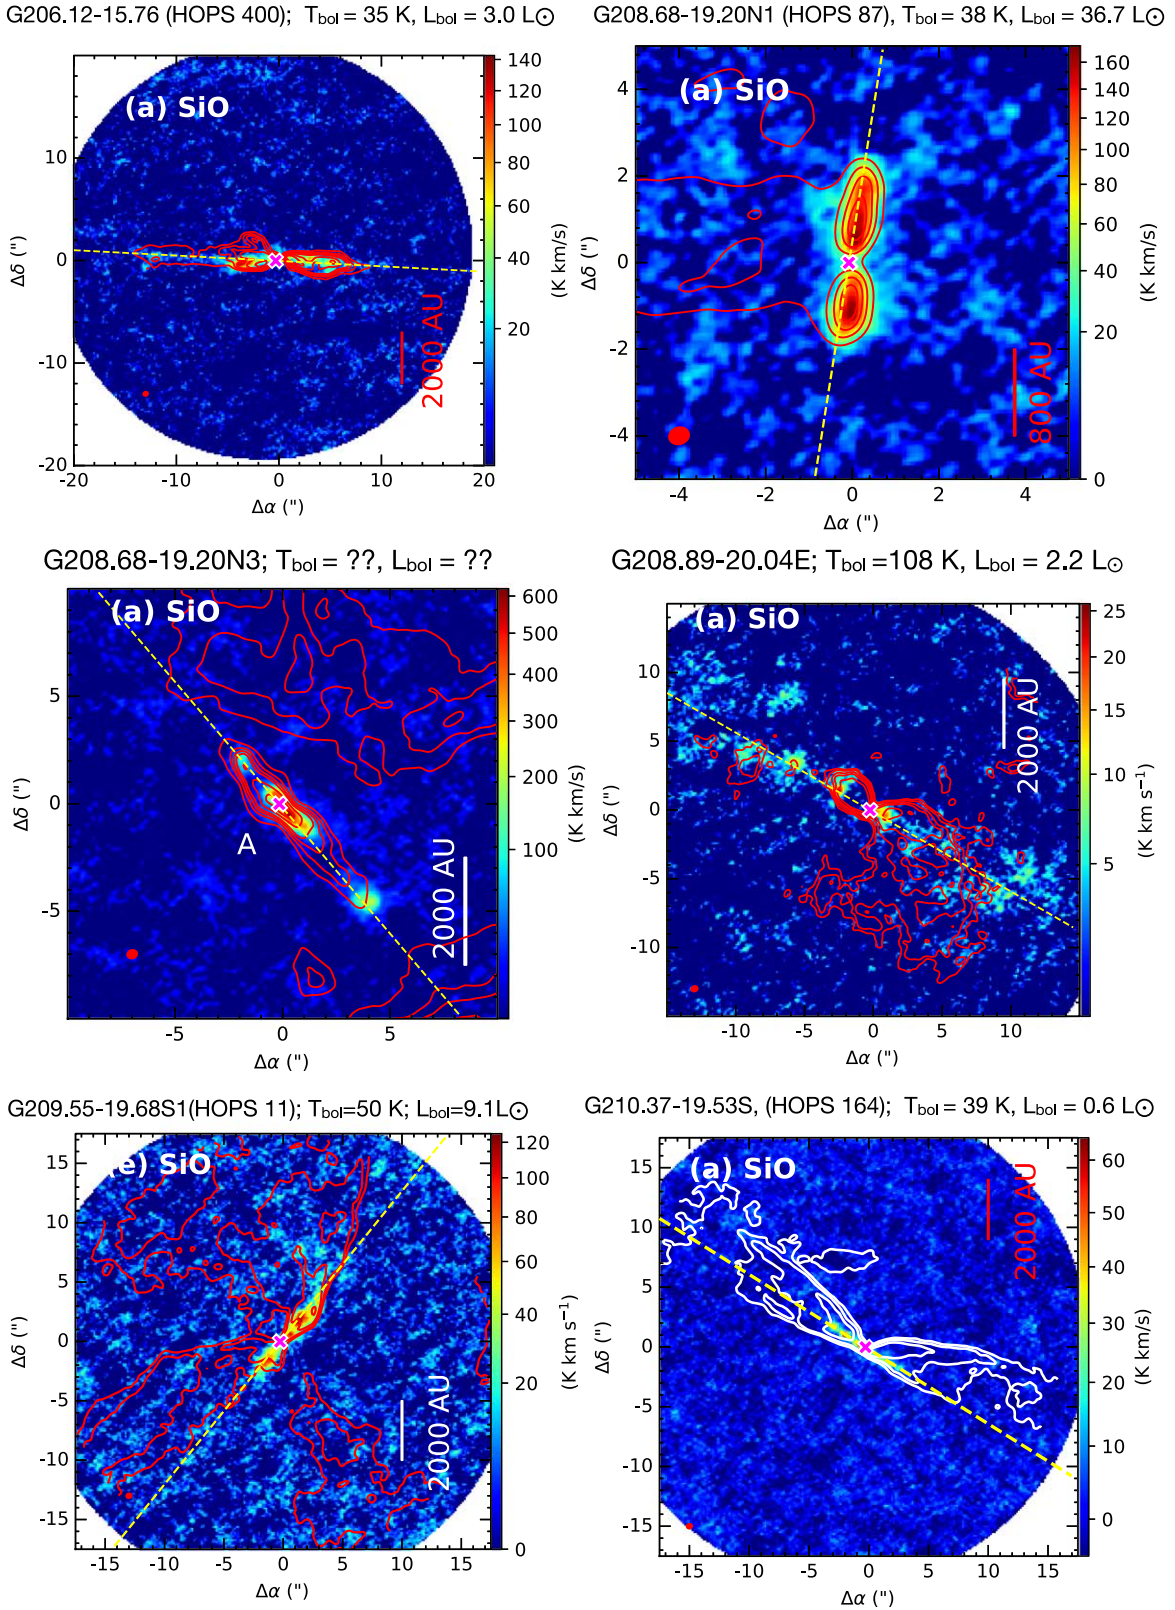 G206.12-15.76 (HOPS 400); Tbol = 35 K, Lbol = 3.0 L⊙
(a) SiO
10
0
-10
-20
Δδ (")
-20 -10 0 10 20
Δα (")
2000 AU
140
120
100
80
60
40
20
(K km/s)
G208.68-19.20N1 (HOPS 87), Tbol = 38 K, Lbol = 36.7 L⊙
(a) SiO
4
2
0
-2
-4
Δδ (")
-4 -2 0 2 4
Δα (")
800 AU
160
140
120
100
80
60
40
20
0
(K km/s)
G208.68-19.20N3; Tbol = ??, Lbol = ??
(a) SiO
5
0
-5
Δδ (")
A
-5 0 5
Δα (")
2000 AU
600
500
400
300
200
100
(K km/s)
G208.89-20.04E; Tbol =108 K, Lbol = 2.2 L⊙
(a) SiO
10
5
0
-5
-10
Δδ (")
-10 -5 0 5 10
Δα (")
2000 AU
25
20
15
10
5
(K km s⁻¹)
G209.55-19.68S1(HOPS 11); Tbol=50 K; Lbol=9.1L⊙
(e) SiO
15
10
5
0
-5
-10
-15
Δδ (")
-15 -10 -5 0 5 10 15
Δα (")
2000 AU
120
100
80
60
40
20
0
(K km s⁻¹)
G210.37-19.53S, (HOPS 164); Tbol = 39 K, Lbol = 0.6 L⊙
(a) SiO
15
10
5
0
-5
-10
-15
Δδ (")
-15 -10 -5 0 5 10 15
Δα (")
2000 AU
60
50
40
30
20
10
0
(K km/s)